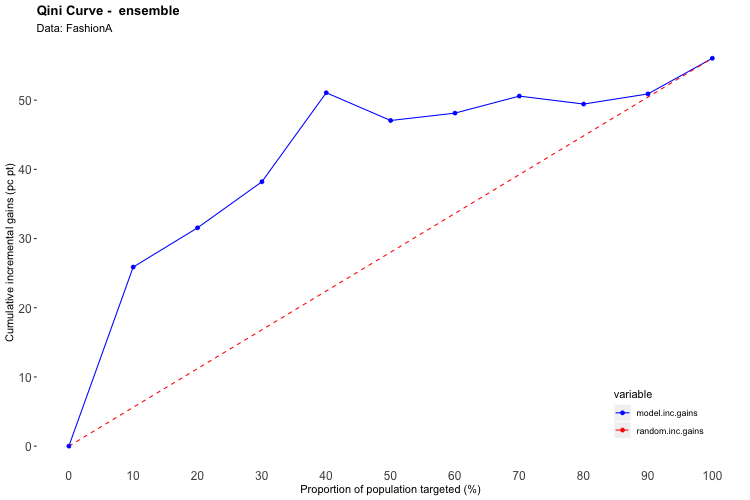 Qini Curve -  ensemble
Data: FashionA
Cumulative incremental gains (pc pt)
50
40
30
20
10
0
variable
model.inc.gains
random.inc.gains
0 10 20 30 40 50 60 70 80 90 100
Proportion of population targeted (%)